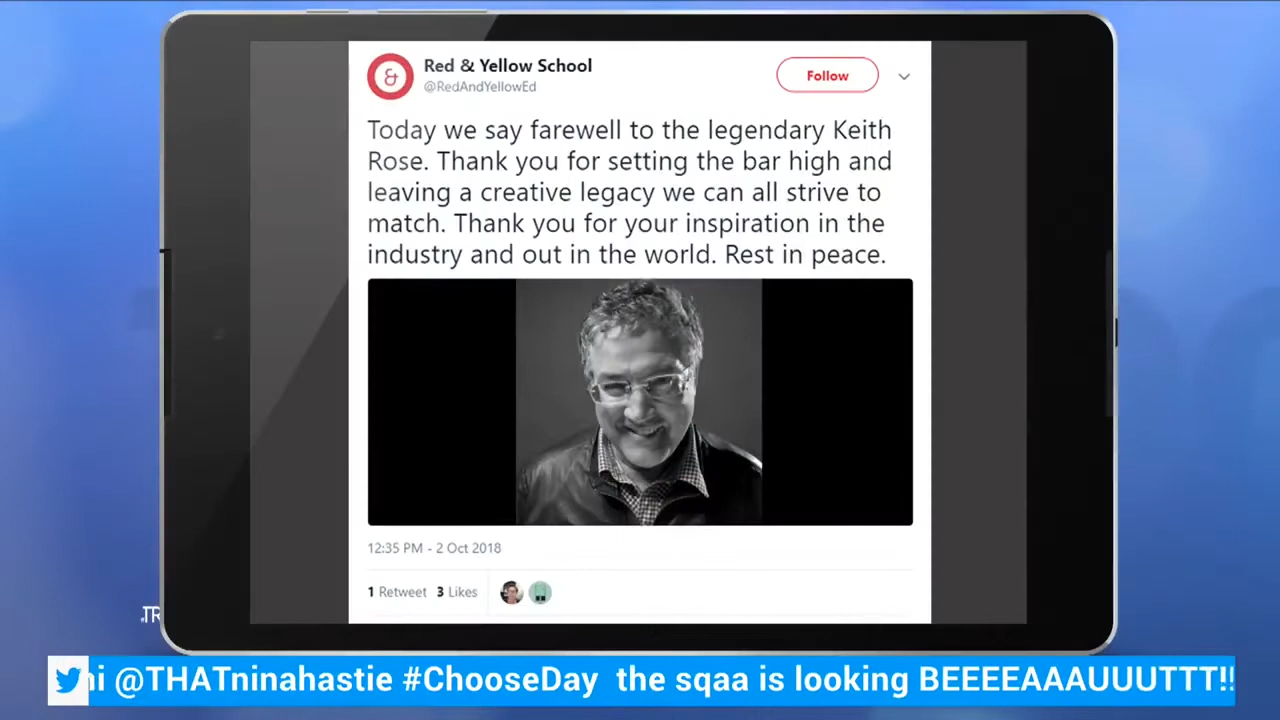 &
Red & Yellow School
@RedAndYellowEd
Follow
Today we say farewell to the legendary Keith
Rose. Thank you for setting the bar high and
leaving a creative legacy we can all strive to
match. Thank you for your inspiration in the
industry and out in the world. Rest in peace.
12:35 PM - 2 Oct 2018
1 Retweet 3 Likes
.TR
hi @THATninahastie #ChooseDay the sqaa is looking BEEEEAAAUUUTTT!!